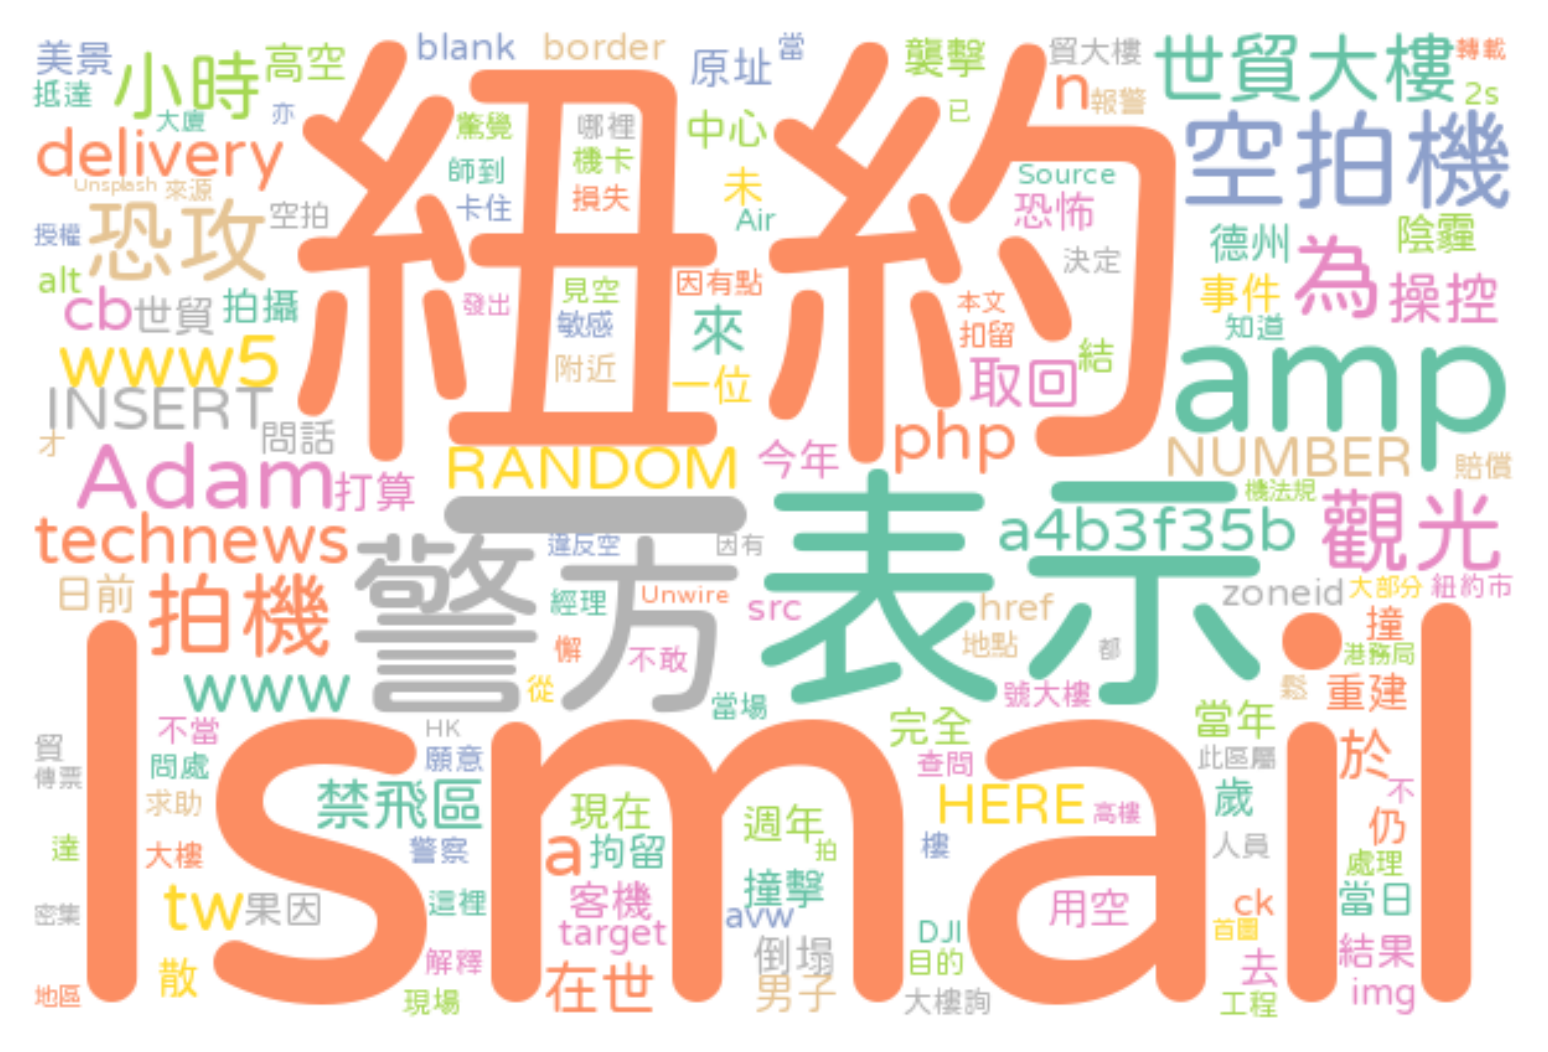 美景 小時 高空 blank border 原址 當 襲擊 貿大樓 世貿大樓 轉載
抵達 大廈 亦 n 報警 2s
紐約
delivery 驚覺 哪裡 中心 已 空拍機
Unsplash 來源 師到 機卡 未 Source
恐攻 空拍 卡住 損失 Air 恐怖 陰霾
授權 德州 為
alt 見空 因有點 決定 事件 操控
cb 世貿 拍攝 發出 敏感 來 本文 扣留 知道
www5 附近 一位 取回 結 amp
INSERT 問話 php
才 RANDOM 今年 NUMBER 賠償
Adam 打算 機法規 觀光
technews 警方 表示 a4b3f35b
違反空 因有
日前 拍機 經理 Unwire src href zoneid 大部分 紐約市
懈 不敢 地點 都 撞 港務局
www 從 當場 號大樓 鬆 重建
Ismail
貿 不當 HK 完全 當年 於
傳票 問處 願意 查問 此區屬
求助 禁飛區 現在 週年 HERE 高樓 歲 不 仍
達 大樓 警察 a 拘留 拍 樓 人員 處理
密集 tw 果因 這裡 客機 撞擊 avw 用空 ck 當日
target DJI 首圖
散 解釋 倒塌 目的 去 結果
地區 現場 在世 男子 大樓詢 工程 img